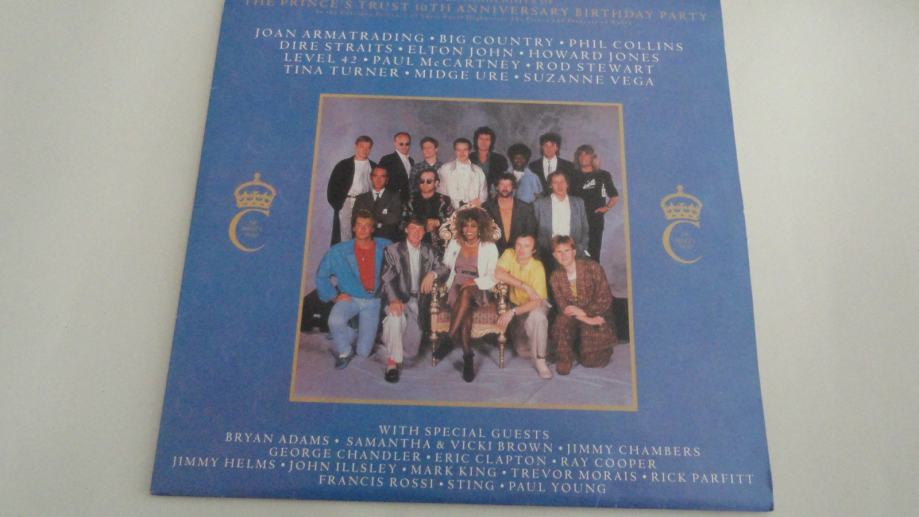 THE PRINCE'S TRUST 10TH ANNIVERSARY BIRTHDAY PARTY
JOAN ARMATRADING • BIG COUNTRY • PHIL COLLINS
DIRE STRAITS • ELTON JOHN • HOWARD JONES
LEVEL 42 • PAUL McCARTNEY • ROD STEWART
TINA TURNER • MIDGE URE • SUZANNE VEGA
WITH SPECIAL GUESTS
BRYAN ADAMS • SAMANTHA & VICKI BROWN • JIMMY CHAMBERS
GEORGE CHANDLER • ERIC CLAPTON • RAY COOPER
JIMMY HELMS • JOHN ILLSLEY • MARK KING • TREVOR MORAIS • RICK PARFITT
FRANCIS ROSSI • STING • PAUL YOUNG